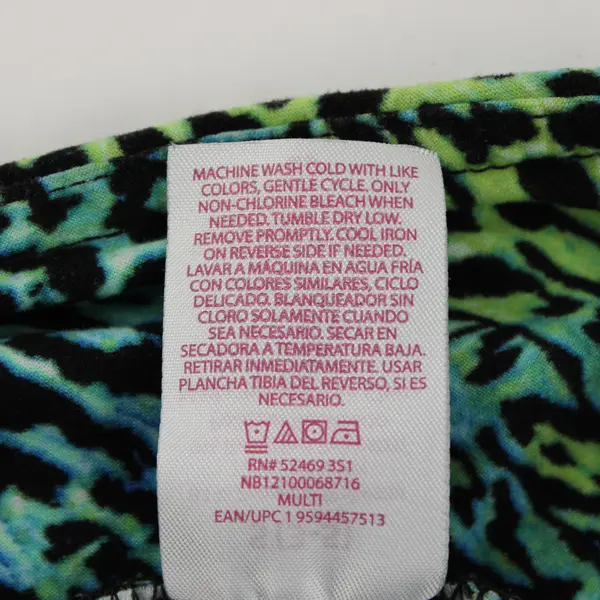 MACHINE WASH COLD WITH LIKE
COLORS, GENTLE CYCLE. ONLY
NON-CHLORINE BLEACH WHEN
NEEDED. TUMBLE DRY LOW.
REMOVE PROMPTLY. COOL IRON
ON REVERSE SIDE IF NEEDED.
LAVAR A MÁQUINA EN AGUA FRÍA
CON COLORES SIMILARES, CICLO
DELICADO. BLANQUEADOR SIN
CLORO SOLAMENTE CUANDO
SEA NECESARIO. SECAR EN
SECADORA A TEMPERATURA BAJA.
RETIRAR INMEDIATAMENTE. USAR
PLANCHA TIBIA DEL REVERSO, SI ES
NECESARIO.
RN# 52469 3S1
NB12100068716
MULTI
EAN/UPC 1 9594457513